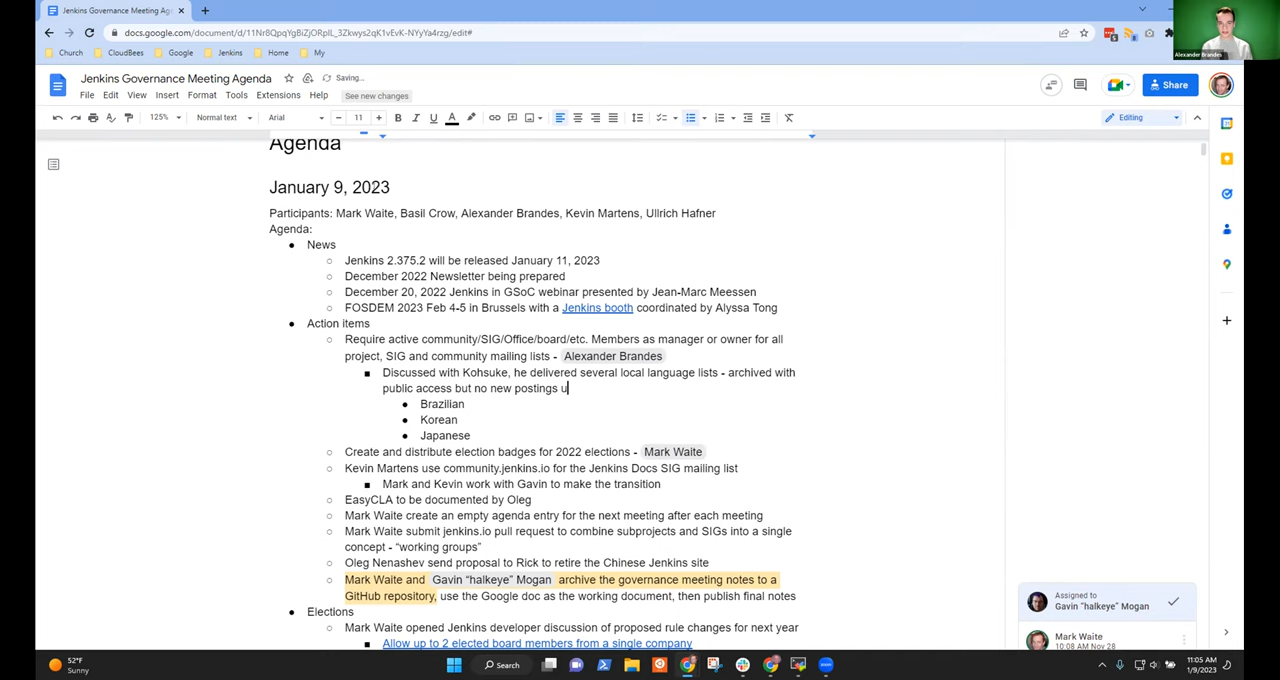 Jenkins Governance Meeting Age
docs.google.com/document/d/11Nr8QpqYgBiZjORplL_3Zkwys2qK1vEvK-NYyYa4rzg/edit#
Alexander Brandes
Church
CloudBees
Google
Jenkins
Home
My
Jenkins Governance Meeting Agenda
Saving...
File Edit View Insert Format Tools Extensions Help
See new changes
Share
125%
Normal text
Arial
11
Editing
Agenda
January 9, 2023
Participants: Mark Waite, Basil Crow, Alexander Brandes, Kevin Martens, Ullrich Hafner
Agenda:
News
Jenkins 2.375.2 will be released January 11, 2023
December 2022 Newsletter being prepared
December 20, 2022 Jenkins in GSoC webinar presented by Jean-Marc Meessen
FOSDEM 2023 Feb 4-5 in Brussels with a Jenkins booth coordinated by Alyssa Tong
Action items
Require active community/SIG/Office/board/etc. Members as manager or owner for all
project, SIG and community mailing lists - Alexander Brandes
Discussed with Kohsuke, he delivered several local language lists - archived with
public access but no new postings u
Brazilian
Korean
Japanese
Create and distribute election badges for 2022 elections - Mark Waite
Kevin Martens use community.jenkins.io for the Jenkins Docs SIG mailing list
Mark and Kevin work with Gavin to make the transition
EasyCLA to be documented by Oleg
Mark Waite create an empty agenda entry for the next meeting after each meeting
Mark Waite submit jenkins.io pull request to combine subprojects and SIGs into a single
concept - “working groups”
Oleg Nenashev send proposal to Rick to retire the Chinese Jenkins site
Mark Waite and Gavin “halkeye” Mogan archive the governance meeting notes to a
GitHub repository, use the Google doc as the working document, then publish final notes
Elections
Mark Waite opened Jenkins developer discussion of proposed rule changes for next year
Allow up to 2 elected board members from a single company
Assigned to
Gavin “halkeye” Mogan
Mark Waite
10:08 AM Nov 28
52°F
Sunny
Search
11:05 AM
1/9/2023